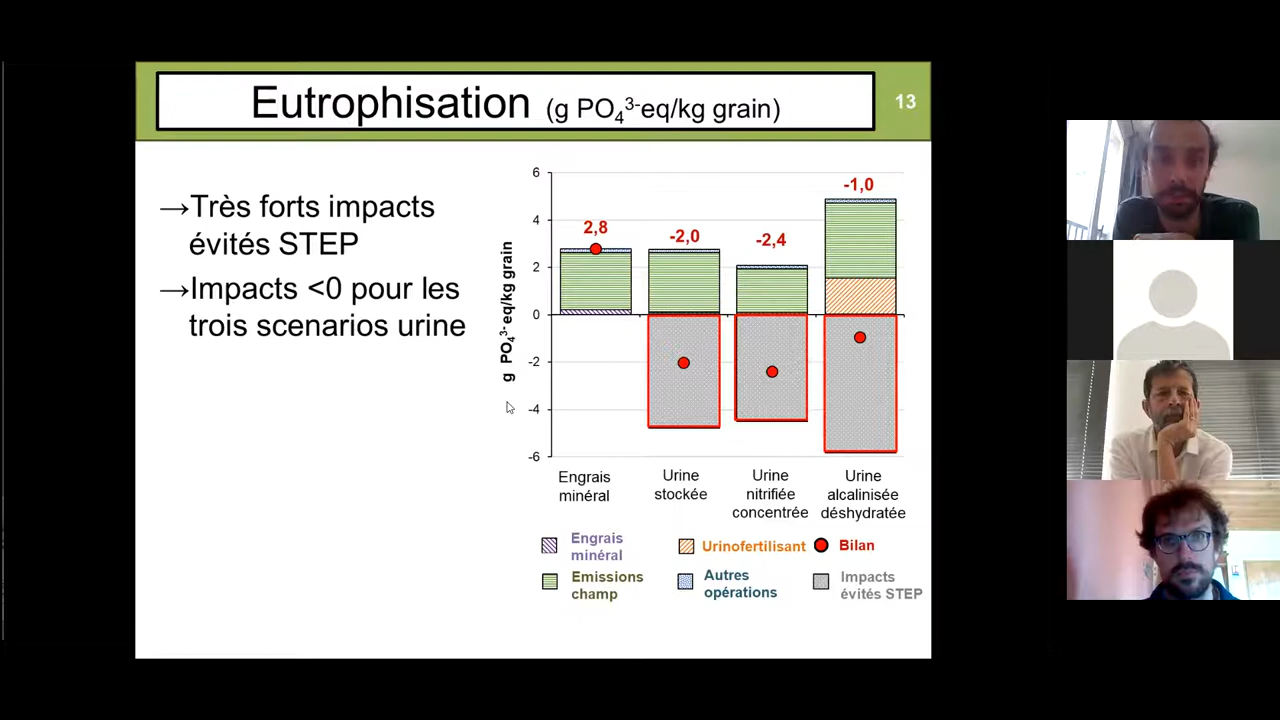 Eutrophisation (g PO₄³⁻eq/kg grain)
13
→Très forts impacts
évités STEP
→Impacts <0 pour les
trois scenarios urine
g PO₄³⁻eq/kg grain
6
4
2
0
-2
-4
-6
2,8
-2,0
-2,4
-1,0
Engrais
minéral
Urine
stockée
Urine
nitrifiée
concentrée
Urine
alcalinisée
déshydratée
Engrais
minéral
Urinofertilisant
Bilan
Emissions
champ
Autres
opérations
Impacts
évités STEP